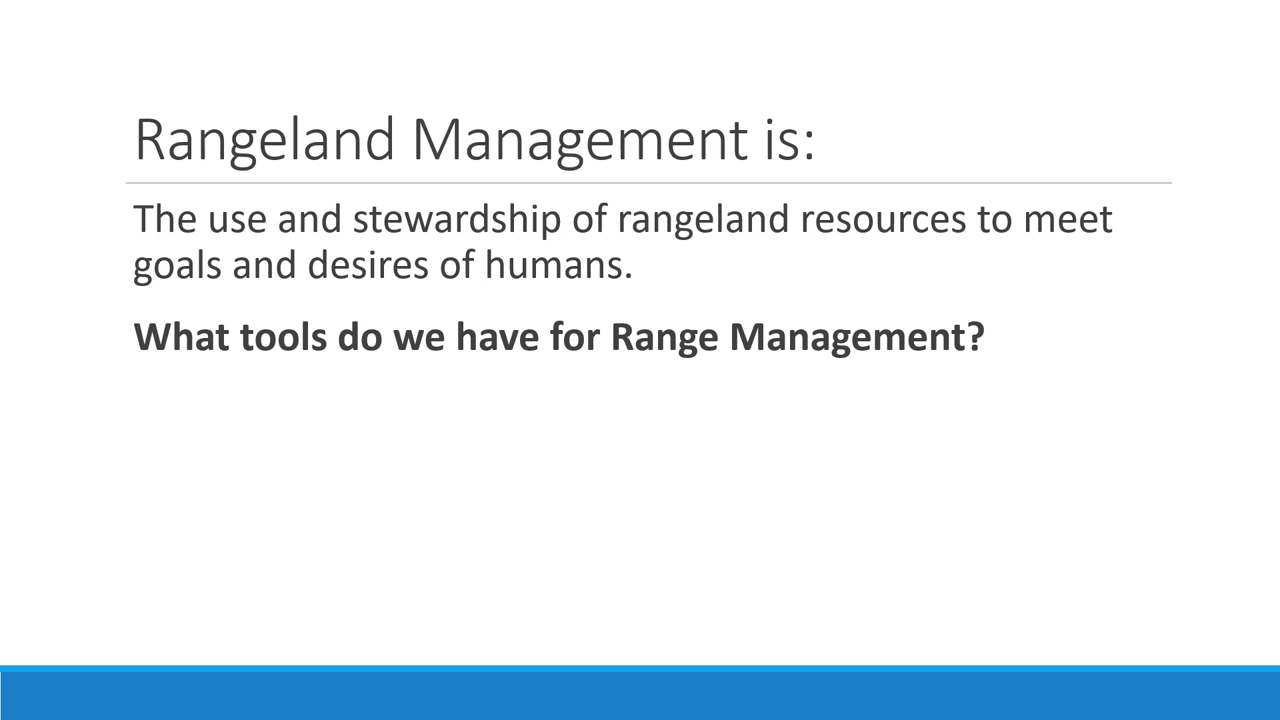 Rangeland Management is:
The use and stewardship of rangeland resources to meet
goals and desires of humans.
What tools do we have for Range Management?